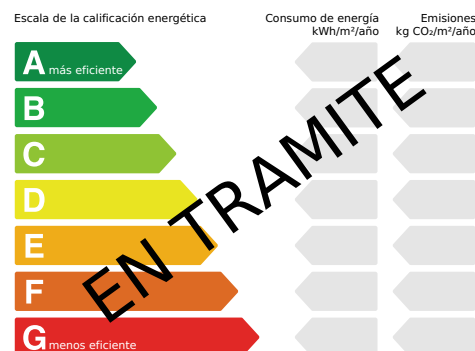 Escala de la calificación energética
Consumo de energía
kWh/m²/año
Emisiones
kg CO₂/m²/año
A más eficiente
B
C
D
E
F
G menos eficiente
EN TRAMITE